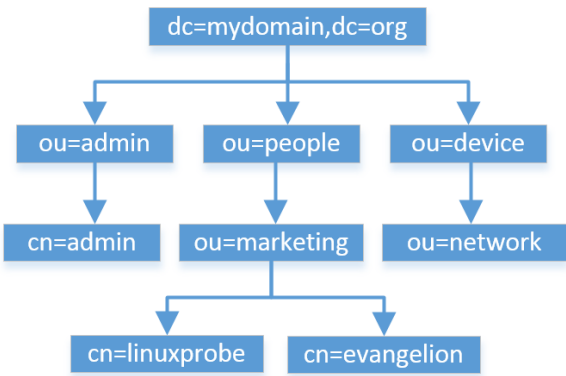 dc=mydomain,dc=org
ou=admin
ou=people
ou=device
cn=admin
ou=marketing
ou=network
cn=linuxprobe
cn=evangelion